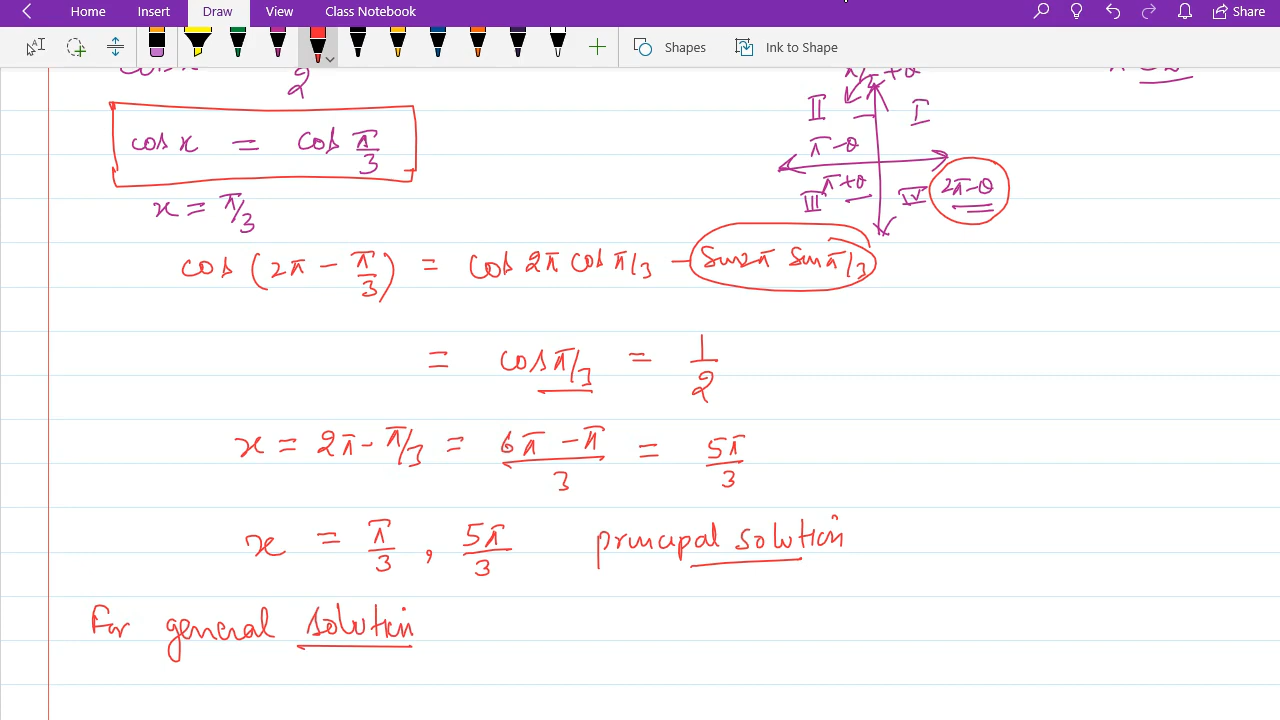 Home Insert Draw View Class Notebook Share
Shapes Ink to Shape
2
π/2 + θ
II I
cos x = cos π/3
π-θ
x = π/3
III π+θ IV 2π-θ
cos (2π - π/3) = cos 2π cos π/3 - sin 2π sin π/3
= cos π/3 = 1/2
x = 2π - π/3 = 6π - π/3 = 5π/3
x = π/3 , 5π/3 principal solution
For general solution